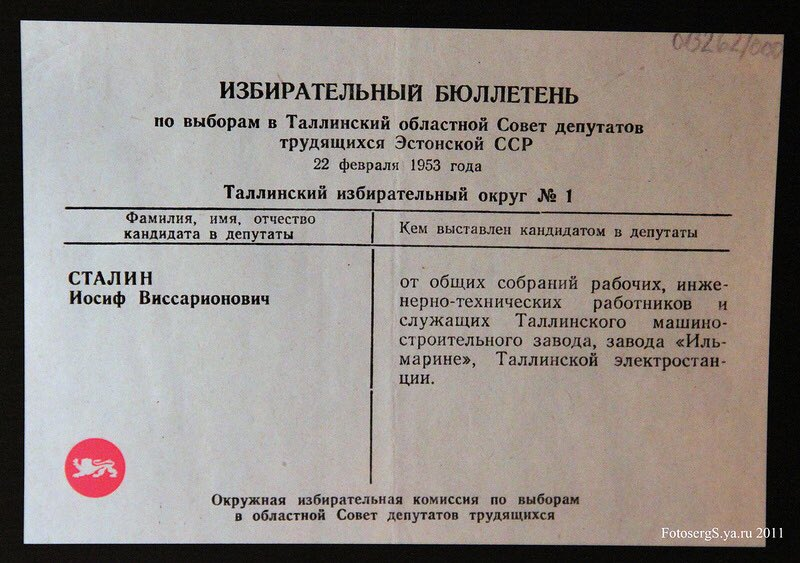 ИЗБИРАТЕЛЬНЫЙ БЮЛЛЕТЕНЬ
по выборам в Таллинский областной Совет депутатов
трудящихся Эстонской ССР
22 февраля 1953 года
Таллинский избирательный округ № 1
Фамилия, имя, отчество
кандидата в депутаты
Кем выставлен кандидатом в депутаты
СТАЛИН
Иосиф Виссарионович
от общих собраний рабочих, инже-
нерно-технических работников и
служащих Таллинского машино-
строительного завода, завода «Иль-
марине», Таллинской электростан-
ции.
Окружная избирательная комиссия по выборам
в областной Совет депутатов трудящихся
FotosergS.ya.ru 2011